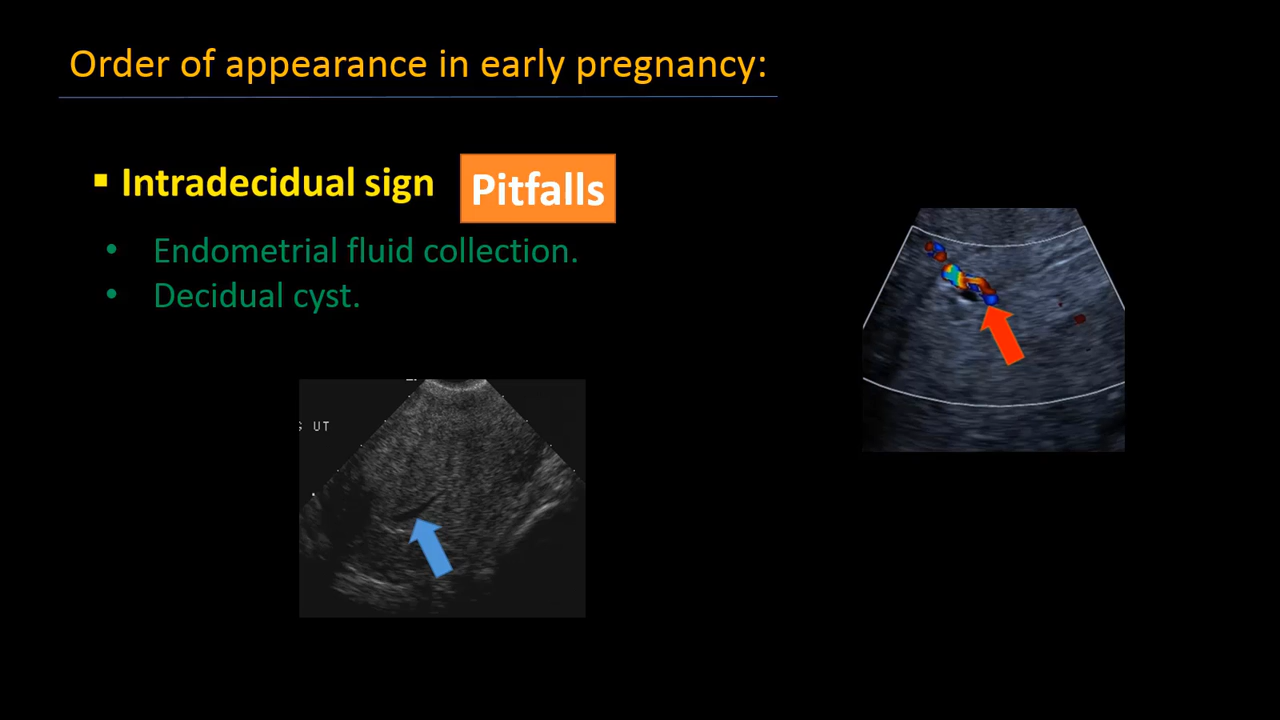 Order of appearance in early pregnancy:
▪ Intradecidual sign
Pitfalls
• Endometrial fluid collection.
• Decidual cyst.
UT